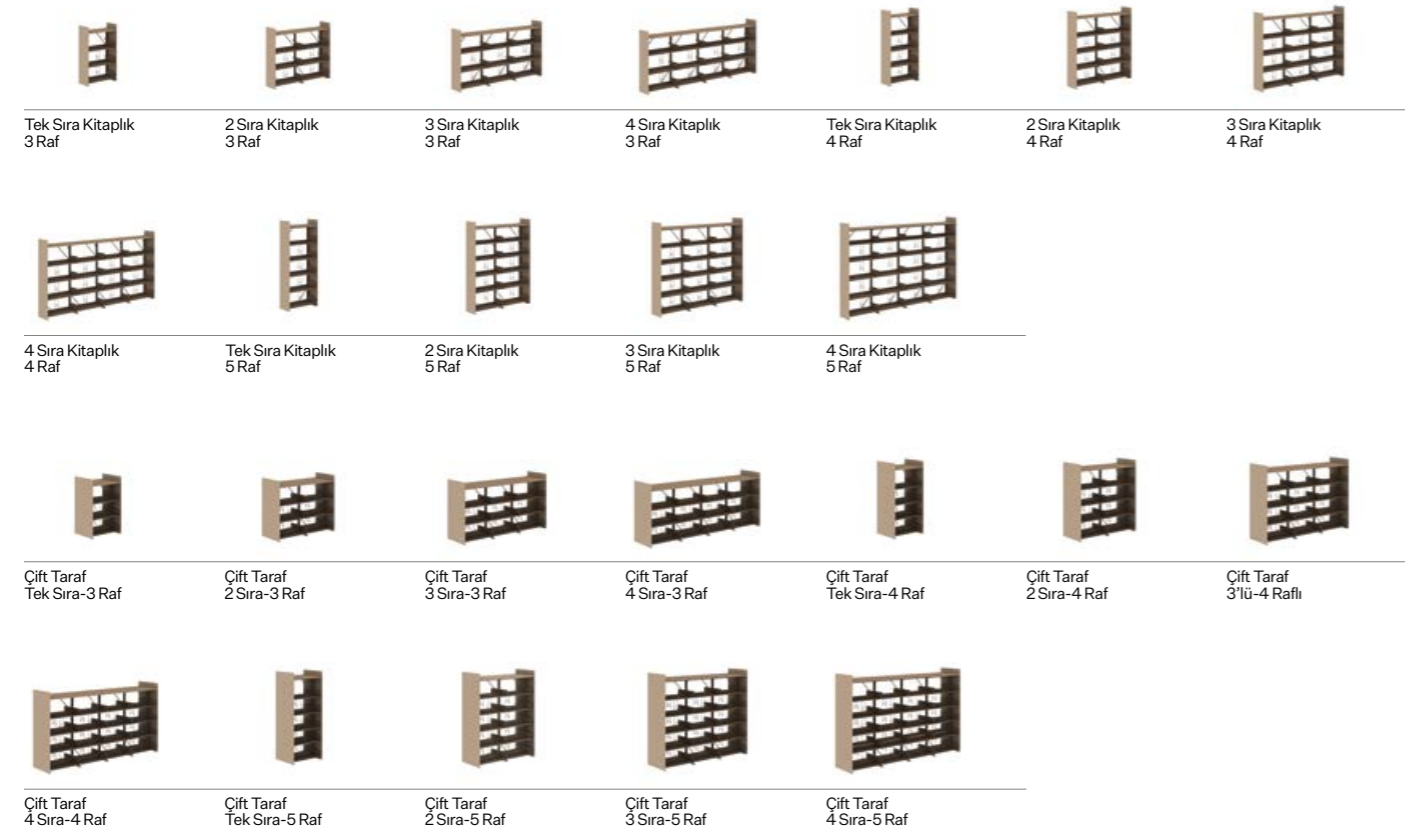 Tek Sıra Kitaplık
3 Raf
2 Sıra Kitaplık
3 Raf
3 Sıra Kitaplık
3 Raf
4 Sıra Kitaplık
3 Raf
Tek Sıra Kitaplık
4 Raf
2 Sıra Kitaplık
4 Raf
3 Sıra Kitaplık
4 Raf
4 Sıra Kitaplık
4 Raf
Tek Sıra Kitaplık
5 Raf
2 Sıra Kitaplık
5 Raf
3 Sıra Kitaplık
5 Raf
4 Sıra Kitaplık
5 Raf
Çift Taraf
Tek Sıra-3 Raf
Çift Taraf
2 Sıra-3 Raf
Çift Taraf
3 Sıra-3 Raf
Çift Taraf
4 Sıra-3 Raf
Çift Taraf
Tek Sıra-4 Raf
Çift Taraf
2 Sıra-4 Raf
Çift Taraf
3'lü-4 Raflı
Çift Taraf
4 Sıra-4 Raf
Çift Taraf
Tek Sıra-5 Raf
Çift Taraf
2 Sıra-5 Raf
Çift Taraf
3 Sıra-5 Raf
Çift Taraf
4 Sıra-5 Raf